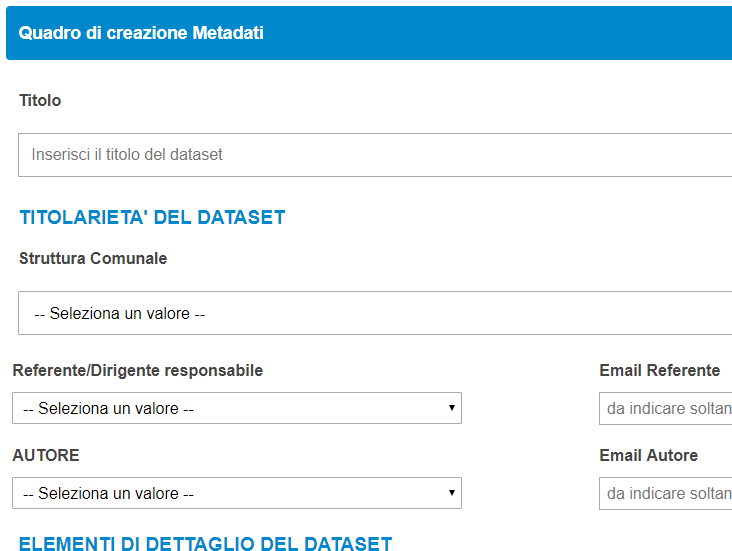 Quadro di creazione Metadati
Titolo
Inserisci il titolo del dataset
TITOLARIETA' DEL DATASET
Struttura Comunale
-- Seleziona un valore --
Referente/Dirigente responsabile
Email Referente
-- Seleziona un valore --
da indicare soltan
AUTORE
Email Autore
-- Seleziona un valore --
da indicare soltan
ELEMENTI DI DETTAGLIO DEL DATASET